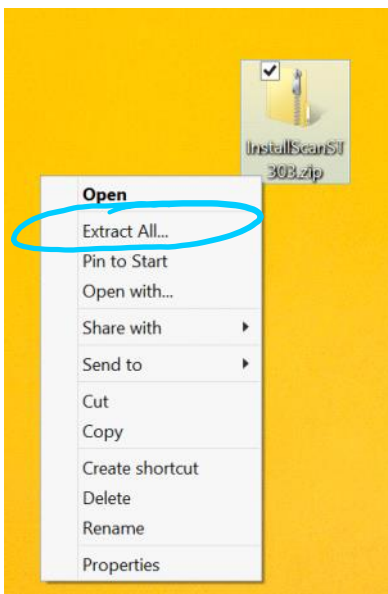 InstallScanST
303.zip
Open
Extract All...
Pin to Start
Open with...
Share with
Send to
Cut
Copy
Create shortcut
Delete
Rename
Properties